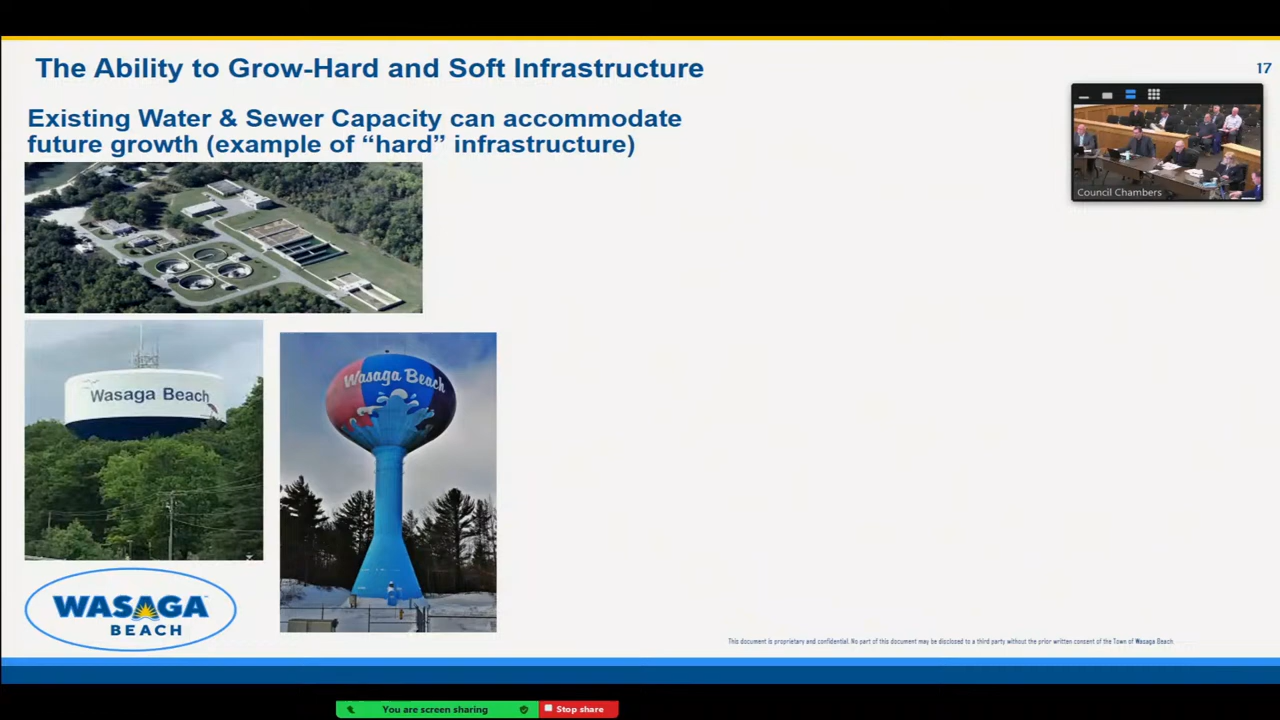 The Ability to Grow-Hard and Soft Infrastructure
17
Existing Water & Sewer Capacity can accommodate
future growth (example of “hard” infrastructure)
Council Chambers
Wasaga Beach
Wasaga Beach
WASAGA
BEACH
This document is proprietary and confidential. No part of this document may be disclosed to a third party without the prior written consent of the Town of Wasaga Beach.
You are screen sharing
Stop share